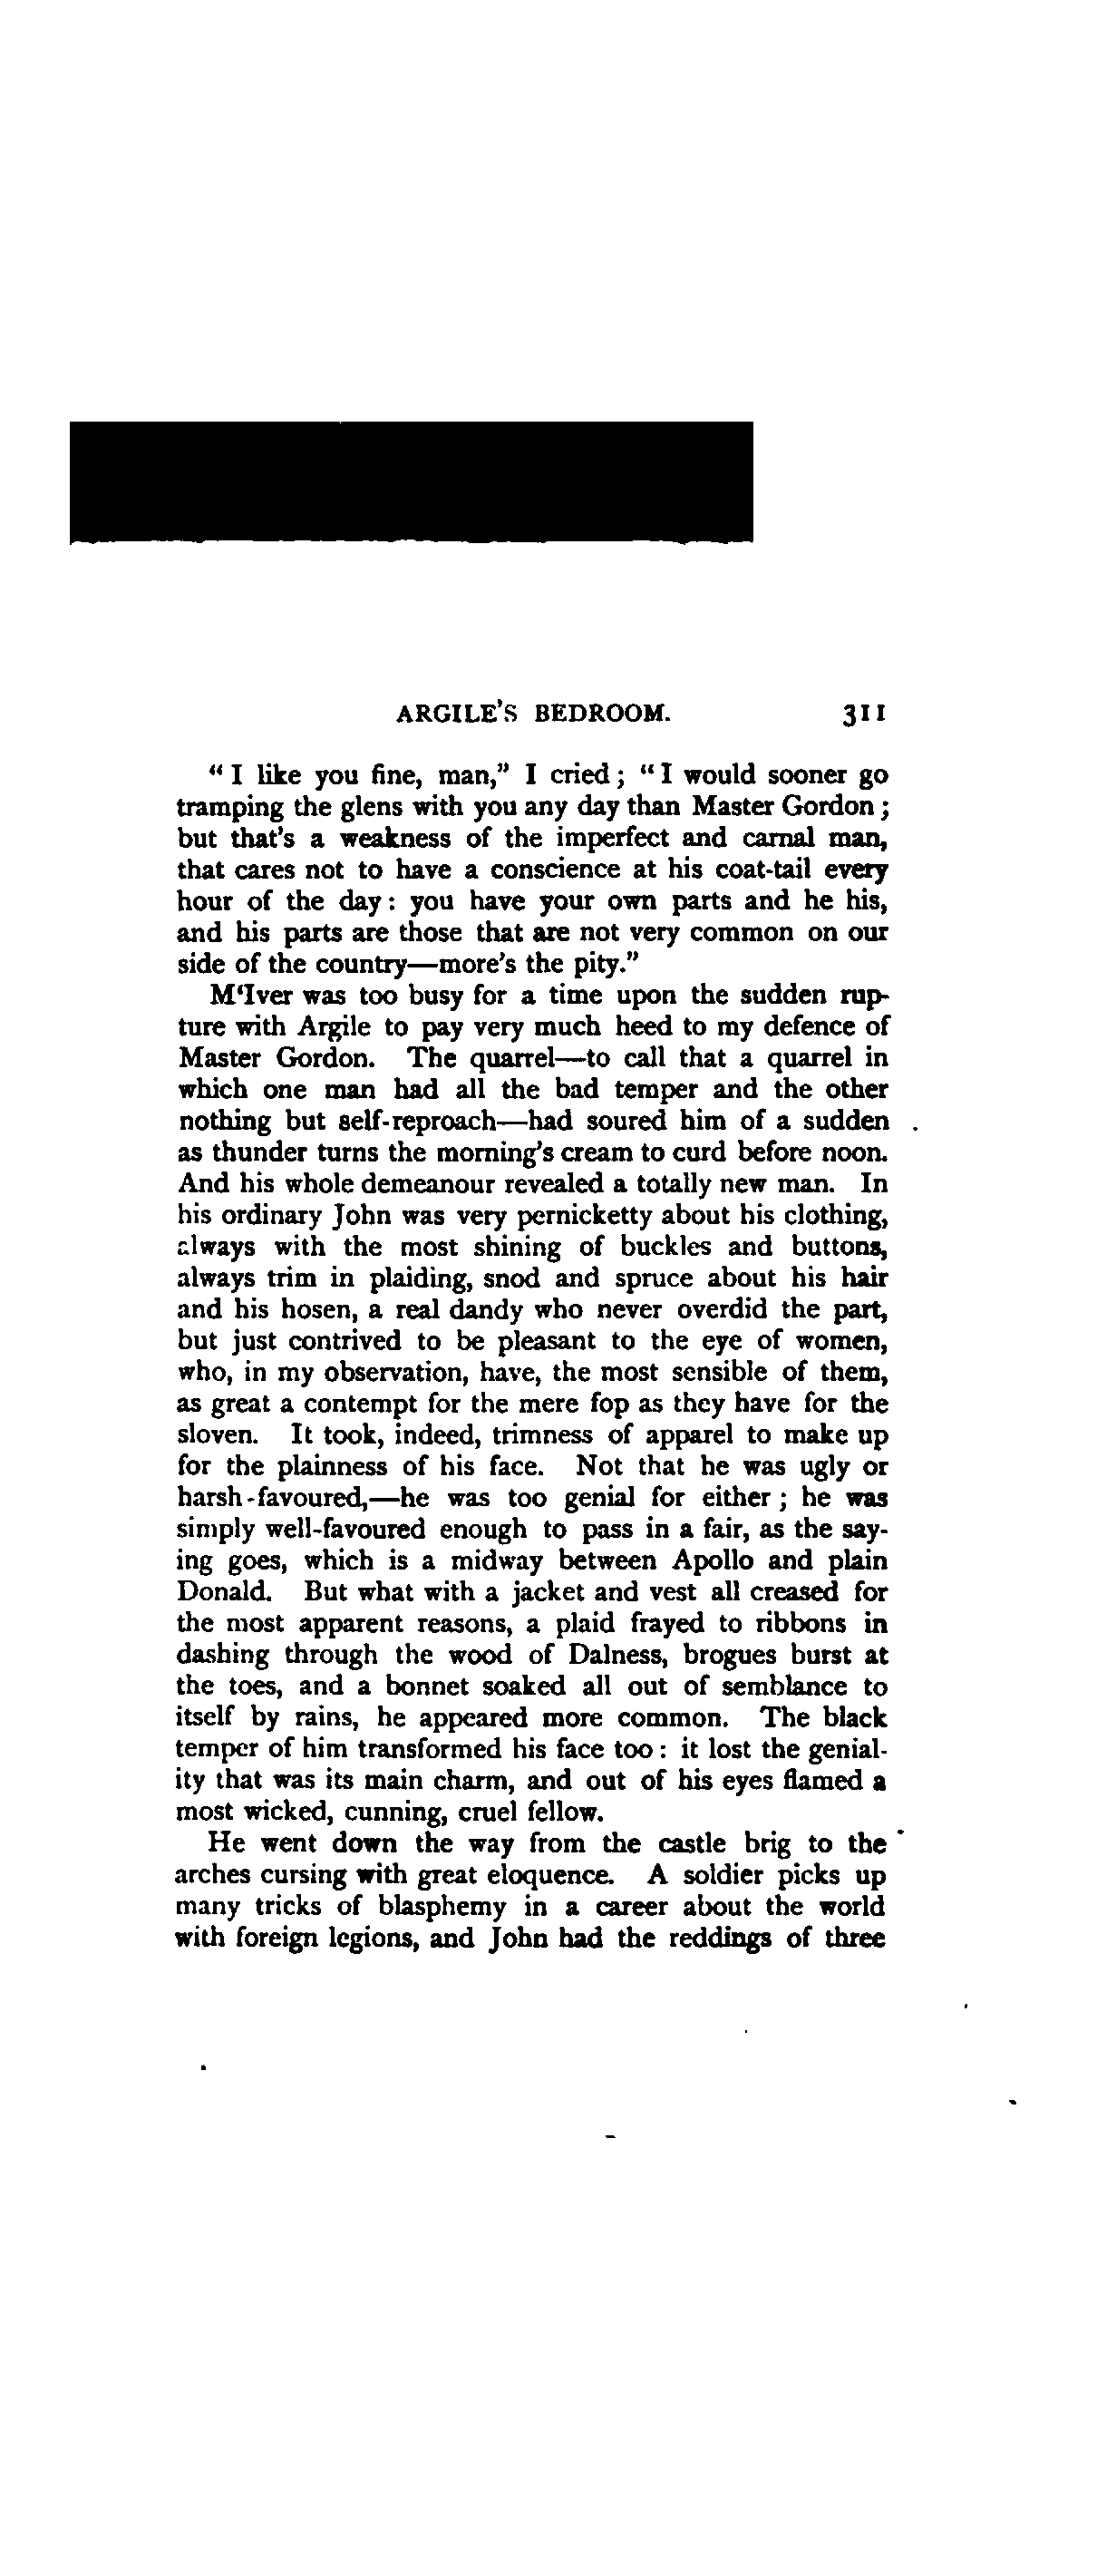 ARGILE'S BEDROOM. 311
“ I like you fine, man,” I cried ; “ I would sooner go
tramping the glens with you any day than Master Gordon ;
but that's a weakness of the imperfect and carnal man,
that cares not to have a conscience at his coat-tail every
hour of the day : you have your own parts and he his,
and his parts are those that are not very common on our
side of the country—more's the pity.”
M‘Iver was too busy for a time upon the sudden rup-
ture with Argile to pay very much heed to my defence of
Master Gordon. The quarrel—to call that a quarrel in
which one man had all the bad temper and the other
nothing but self-reproach—had soured him of a sudden
as thunder turns the morning's cream to curd before noon.
And his whole demeanour revealed a totally new man. In
his ordinary John was very pernicketty about his clothing,
always with the most shining of buckles and buttons,
always trim in plaiding, snod and spruce about his hair
and his hosen, a real dandy who never overdid the part,
but just contrived to be pleasant to the eye of women,
who, in my observation, have, the most sensible of them,
as great a contempt for the mere fop as they have for the
sloven. It took, indeed, trimness of apparel to make up
for the plainness of his face. Not that he was ugly or
harsh-favoured,—he was too genial for either ; he was
simply well-favoured enough to pass in a fair, as the say-
ing goes, which is a midway between Apollo and plain
Donald. But what with a jacket and vest all creased for
the most apparent reasons, a plaid frayed to ribbons in
dashing through the wood of Dalness, brogues burst at
the toes, and a bonnet soaked all out of semblance to
itself by rains, he appeared more common. The black
temper of him transformed his face too : it lost the genial-
ity that was its main charm, and out of his eyes flamed a
most wicked, cunning, cruel fellow.
He went down the way from the castle brig to the
arches cursing with great eloquence. A soldier picks up
many tricks of blasphemy in a career about the world
with foreign legions, and John had the reddings of three